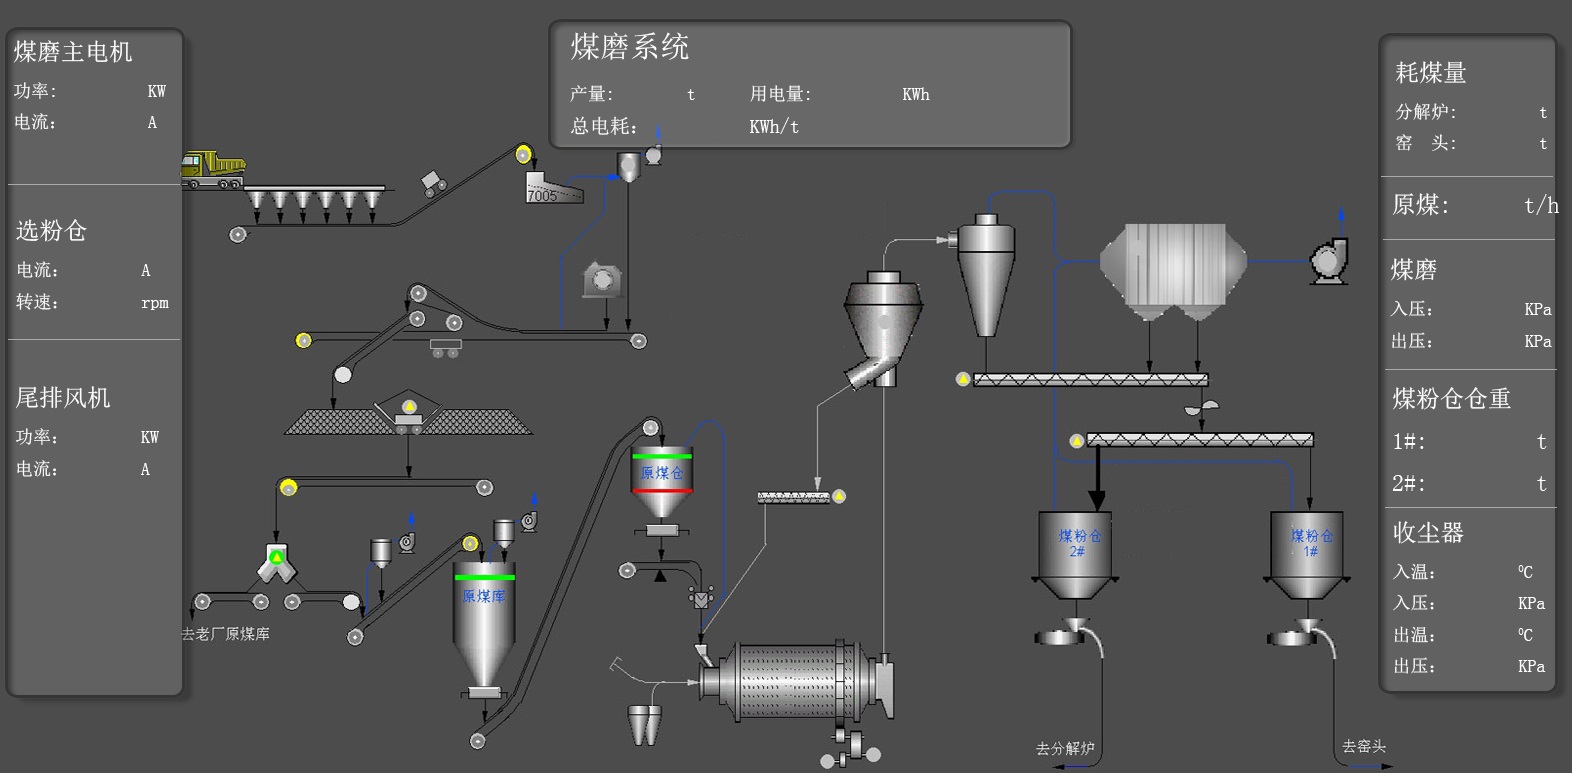 煤磨主电机
功率: KW
电流: A
选粉仓
电流: A
转速: rpm
尾排风机
功率: KW
电流: A
煤磨系统
产量: t 用电量: KWh
总电耗: KWh/t
7005
原煤仓
原煤库
去老厂原煤库
煤粉仓
2#
煤粉仓
1#
去分解炉
去窑头
耗煤量
分解炉: t
窑 头: t
原煤: t/h
煤磨
入压: KPa
出压: KPa
煤粉仓仓重
1#: t
2#: t
收尘器
入温: ⁰C
入压: KPa
出温: ⁰C
出压: KPa